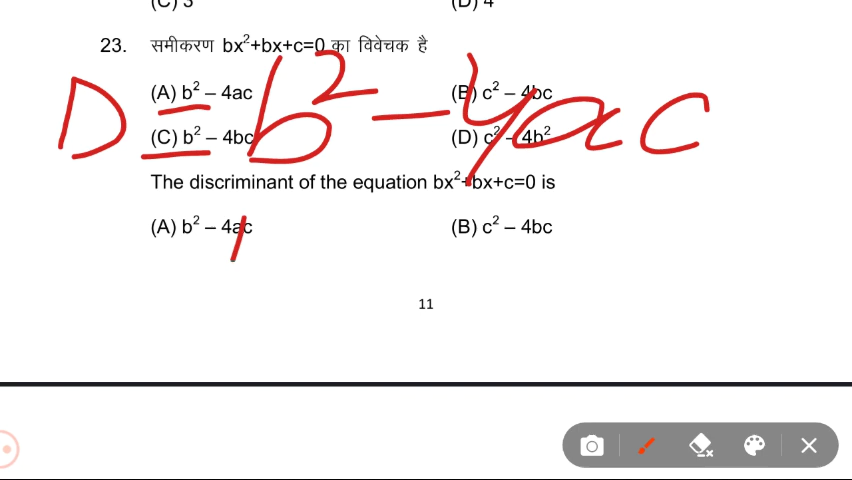 (C) 3 (D) 4
23. समीकरण bx²+bx+c=0 का विवेचक है
(A) b² – 4ac (B) c² – 4bc
(C) b² – 4bc (D) c² – 4b²
D = b² – 4ac
The discriminant of the equation bx²+bx+c=0 is
(A) b² – 4ac (B) c² – 4bc
11